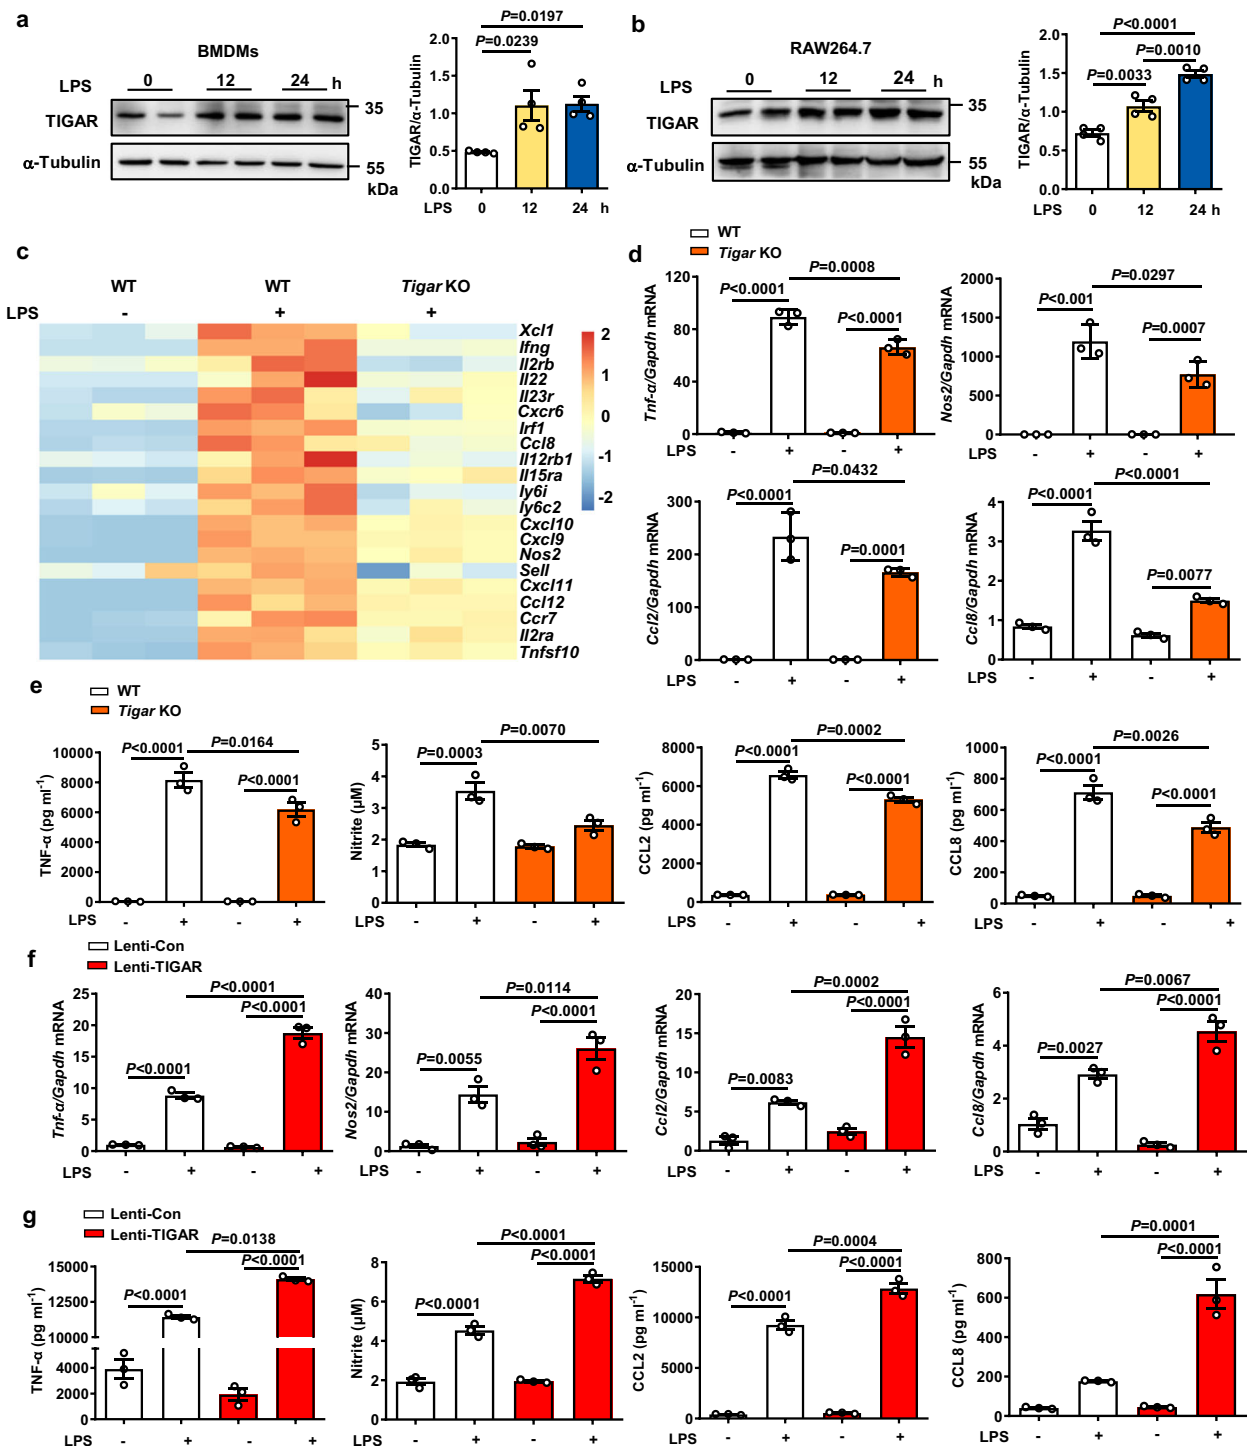 a
BMDMs
LPS 0 12 24 h
TIGAR
α-Tubulin
35
55
kDa
P=0.0197
P=0.0239
TIGAR/α-Tubulin
2.0
1.5
1.0
0.5
0.0
LPS 0 12 24 h
b
RAW264.7
LPS 0 12 24 h
TIGAR
α-Tubulin
35
55
kDa
P<0.0001
P=0.0010
P=0.0033
TIGAR/α-Tubulin
2.0
1.5
1.0
0.5
0.0
LPS 0 12 24 h
c
WT WT Tigar KO
LPS - + +
Xcl1
Ifng
Il2rb
Il22
Il23r
Cxcr6
Irf1
Ccl8
Il12rb1
Il15ra
ly6i
ly6c2
Cxcl10
Cxcl9
Nos2
Sell
Cxcl11
Ccl12
Ccr7
Il2ra
Tnfsf10
2
1
0
-1
-2
d
WT
Tigar KO
P=0.0008
P<0.0001
P<0.0001
Tnf-α/Gapdh mRNA
120
80
40
0
LPS - + - +
P=0.0297
P<0.001
P=0.0007
Nos2/Gapdh mRNA
2000
1500
1000
500
0
LPS - + - +
P=0.0432
P<0.0001
P=0.0001
Ccl2/Gapdh mRNA
300
200
100
0
LPS - + - +
P<0.0001
P<0.0001
P=0.0077
Ccl8/Gapdh mRNA
4
3
2
1
0
LPS - + - +
e
WT
Tigar KO
P<0.0001
P=0.0164
P<0.0001
TNF-α (pg ml⁻¹)
10000
8000
6000
4000
2000
0
LPS - + - +
P=0.0070
P=0.0003
Nitrite (μM)
5
4
3
2
1
0
LPS - + - +
P=0.0002
P<0.0001
P<0.0001
CCL2 (pg ml⁻¹)
8000
6000
4000
2000
0
LPS - + - +
P=0.0026
P<0.0001
P<0.0001
CCL8 (pg ml⁻¹)
1000
800
600
400
200
0
LPS - + - +
f
Lenti-Con
Lenti-TIGAR
P<0.0001
P<0.0001
P<0.0001
Tnf-α/Gapdh mRNA
25
20
15
10
5
0
LPS - + - +
P=0.0114
P<0.0001
P=0.0055
Nos2/Gapdh mRNA
40
30
20
10
0
LPS - + - +
P=0.0002
P<0.0001
P=0.0083
Ccl2/Gapdh mRNA
20
15
10
5
0
LPS - + - +
P=0.0067
P<0.0001
P=0.0027
Ccl8/Gapdh mRNA
6
4
2
0
LPS - + - +
g
Lenti-Con
Lenti-TIGAR
P=0.0138
P<0.0001
P<0.0001
TNF-α (pg ml⁻¹)
15000
12500
10000
4000
2000
0
LPS - + - +
P<0.0001
P<0.0001
P<0.0001
Nitrite (μM)
8
6
4
2
0
LPS - + - +
P=0.0004
P<0.0001
P<0.0001
CCL2 (pg ml⁻¹)
15000
10000
5000
0
LPS - + - +
P=0.0001
P<0.0001
CCL8 (pg ml⁻¹)
800
600
400
200
0
LPS - + - +